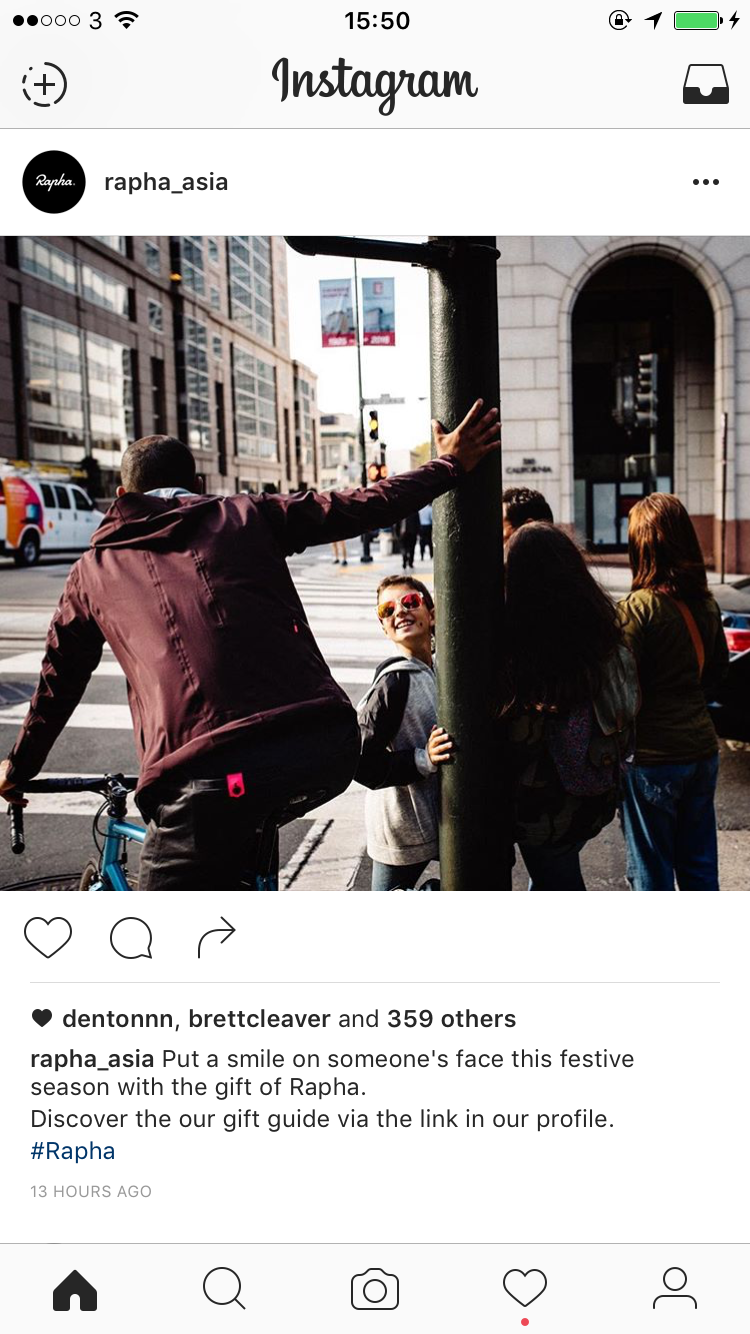 3 15:50
Instagram
Rapha.
rapha_asia
CALIFORNIA
dentonnn, brettcleaver and 359 others
rapha_asia Put a smile on someone's face this festive
season with the gift of Rapha.
Discover the our gift guide via the link in our profile.
#Rapha
13 HOURS AGO